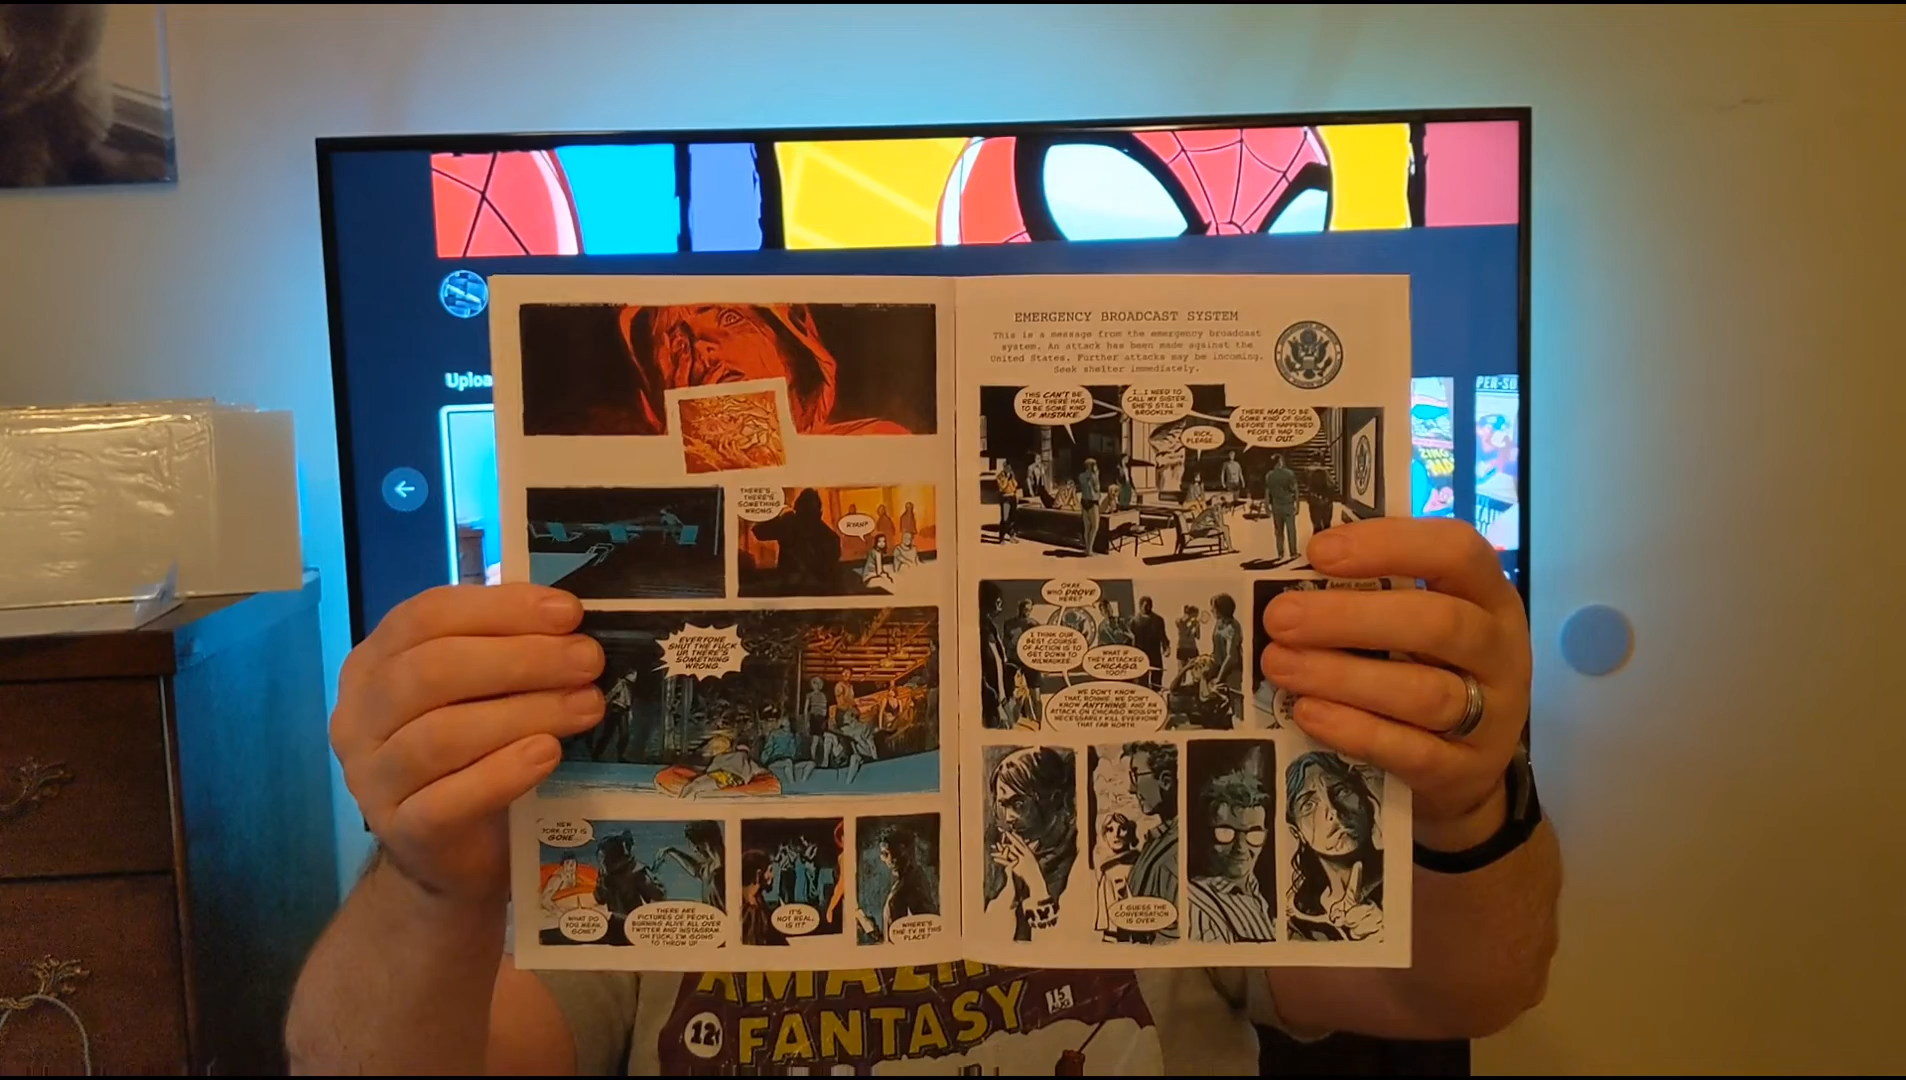 Uploa
PER-SO
ZING
THERE'S,
THERE'S
SOMETHING
WRONG.
RYAN?
EVERYONE
SHUT THE FUCK
UP. THERE'S
SOMETHING
WRONG.
NEW
YORK CITY IS
GONE...
WHAT DO
YOU MEAN,
GONE?
THERE ARE
PICTURES OF PEOPLE
BURNING ALIVE ALL OVER
TWITTER AND INSTAGRAM.
OH FUCK, I'M GOING
TO THROW UP.
IT'S
NOT REAL,
IS IT?
WHERE'S
THE TV IN THIS
PLACE?
EMERGENCY BROADCAST SYSTEM
This is a message from the emergency broadcast
system. An attack has been made against the
United States. Further attacks may be incoming.
Seek shelter immediately.
THIS CAN'T BE
REAL. THERE HAS
TO BE SOME KIND
OF MISTAKE.
I...I NEED TO
CALL MY SISTER.
SHE'S STILL IN
BROOKLYN...
RICK,
PLEASE...
THERE HAD TO BE
SOME KIND OF SIGN
BEFORE IT HAPPENED.
PEOPLE HAD TO
GET OUT.
OKAY,
WHO DROVE
HERE?
I THINK OUR
BEST COURSE
OF ACTION IS TO
GET DOWN TO
MILWAUKEE.
WHAT IF
THEY ATTACKED
CHICAGO,
TOO?!
WE DON'T KNOW
THAT, RONNIE. WE DON'T
KNOW ANYTHING. AND AN
ATTACK ON CHICAGO WOULDN'T
NECESSARILY KILL EVERYONE
THAT FAR NORTH.
I GUESS THE
CONVERSATION
IS OVER.
AMAZIN
FANTASY
12¢
15